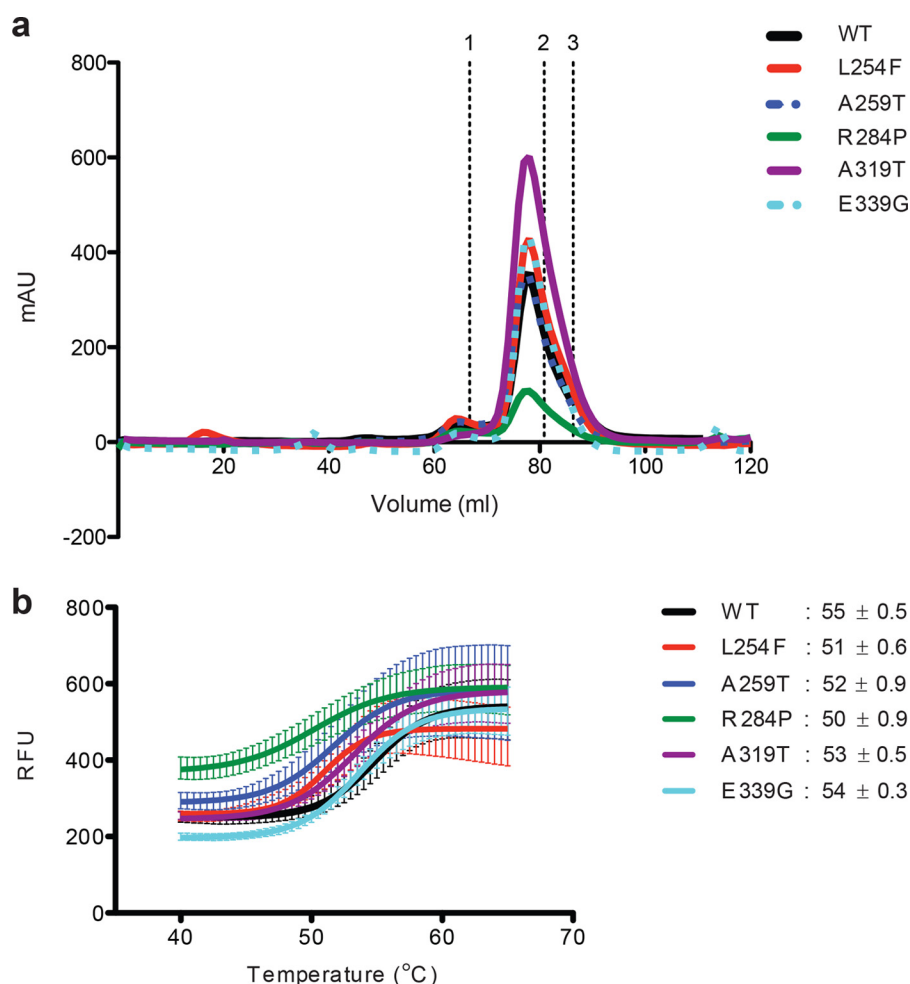 a
1 2 3
WT
L254F
A259T
R284P
A319T
E339G
800
600
400
200
0
-200
mAU
20 40 60 80 100 120
Volume (ml)
b
800
600
400
200
0
RFU
40 50 60 70
Temperature (°C)
WT : 55 ± 0.5
L254F : 51 ± 0.6
A259T : 52 ± 0.9
R284P : 50 ± 0.9
A319T : 53 ± 0.5
E339G : 54 ± 0.3